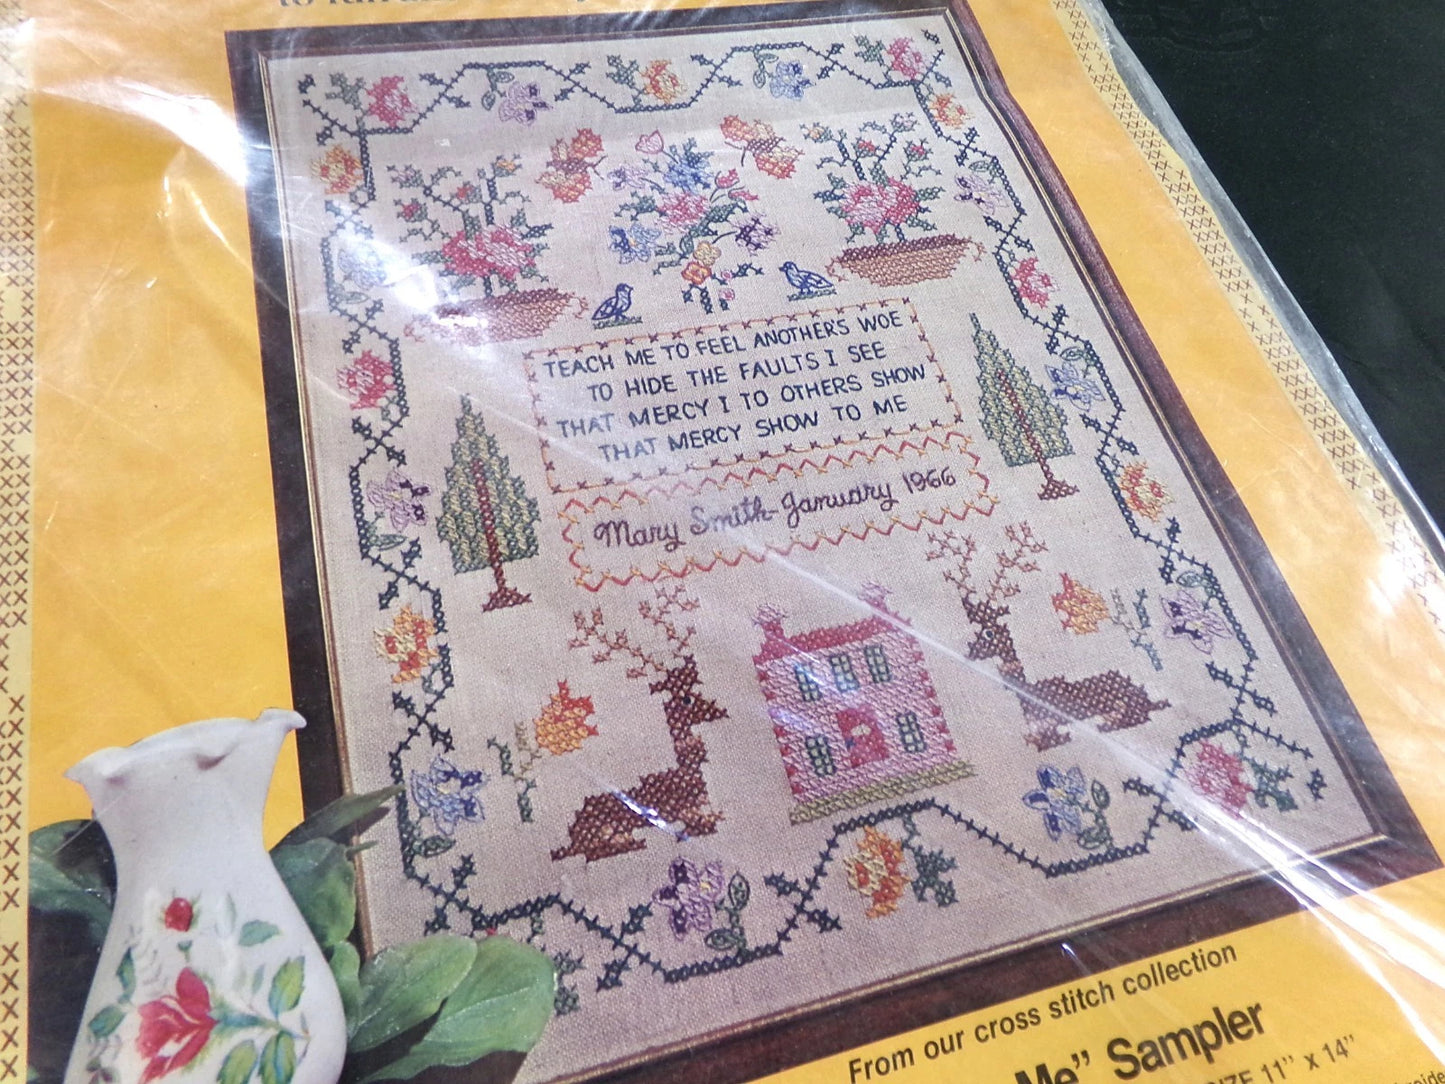 TEACH ME TO FEEL ANOTHER'S WOE
TO HIDE THE FAULTS I SEE
THAT MERCY I TO OTHERS SHOW
THAT MERCY SHOW TO ME
Mary Smith-January 1966
From our cross stitch collection
Me" Sampler
11" x 14"